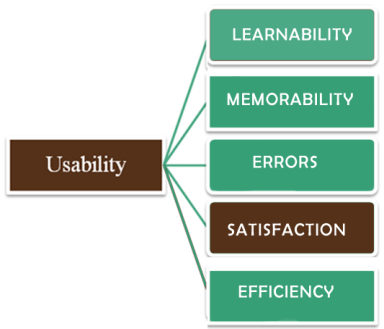 LEARNABILITY
MEMORABILITY
Usability
ERRORS
SATISFACTION
EFFICIENCY